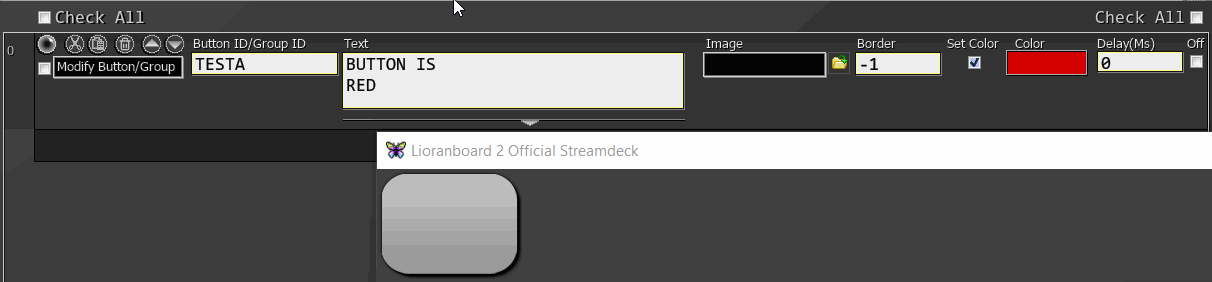 Check All
Check All
0
Button ID/Group ID
Text
Image
Border
Set Color
Color
Delay(Ms)
Off
Modify Button/Group
TESTA
BUTTON IS
RED
-1
0
Lioranboard 2 Official Streamdeck